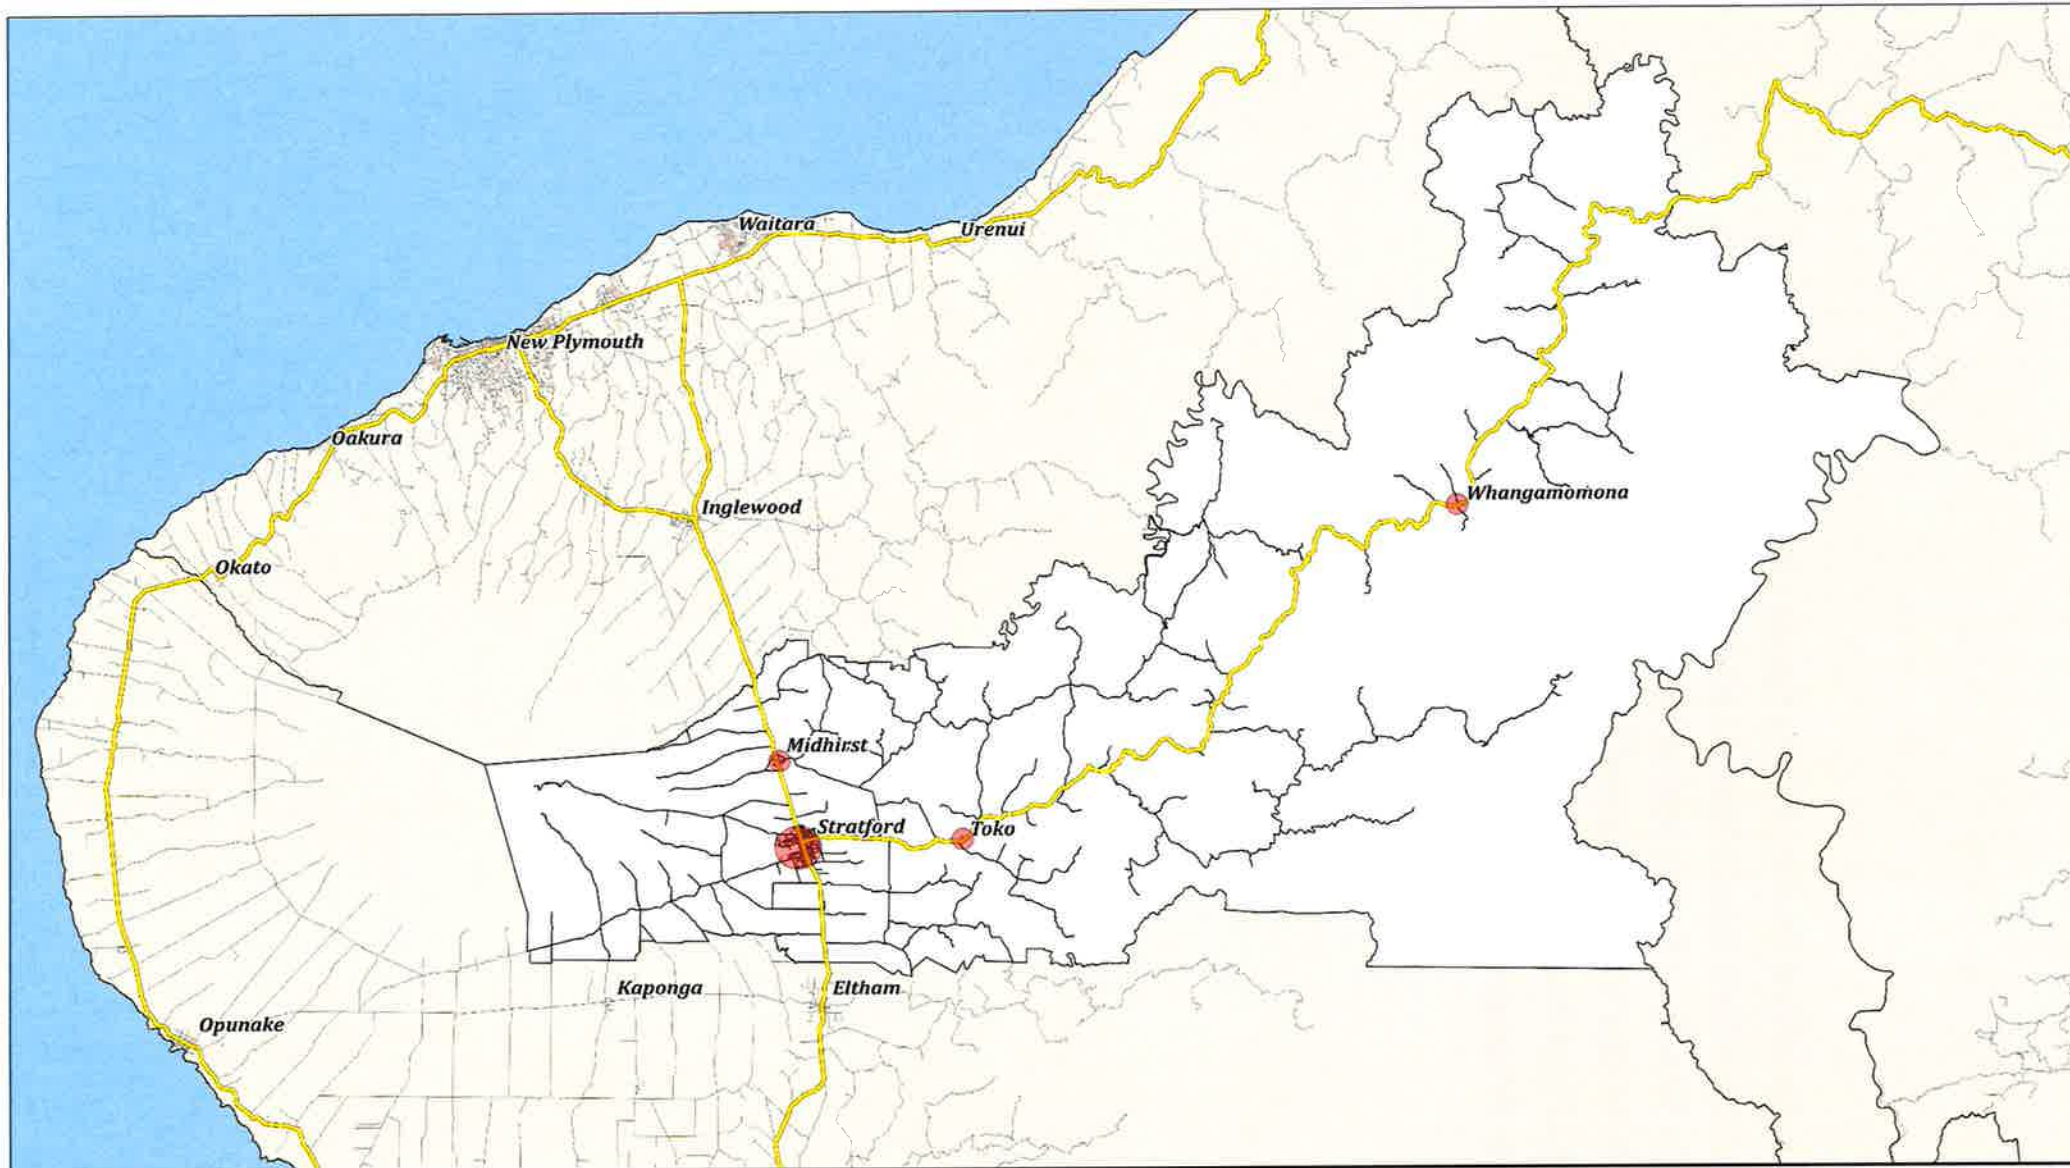 Waitara
Urenui
New Plymouth
Oakura
Inglewood
Whangamomona
Okato
Midhirst
Stratford
Toko
Kaponga
Eltham
Opunake